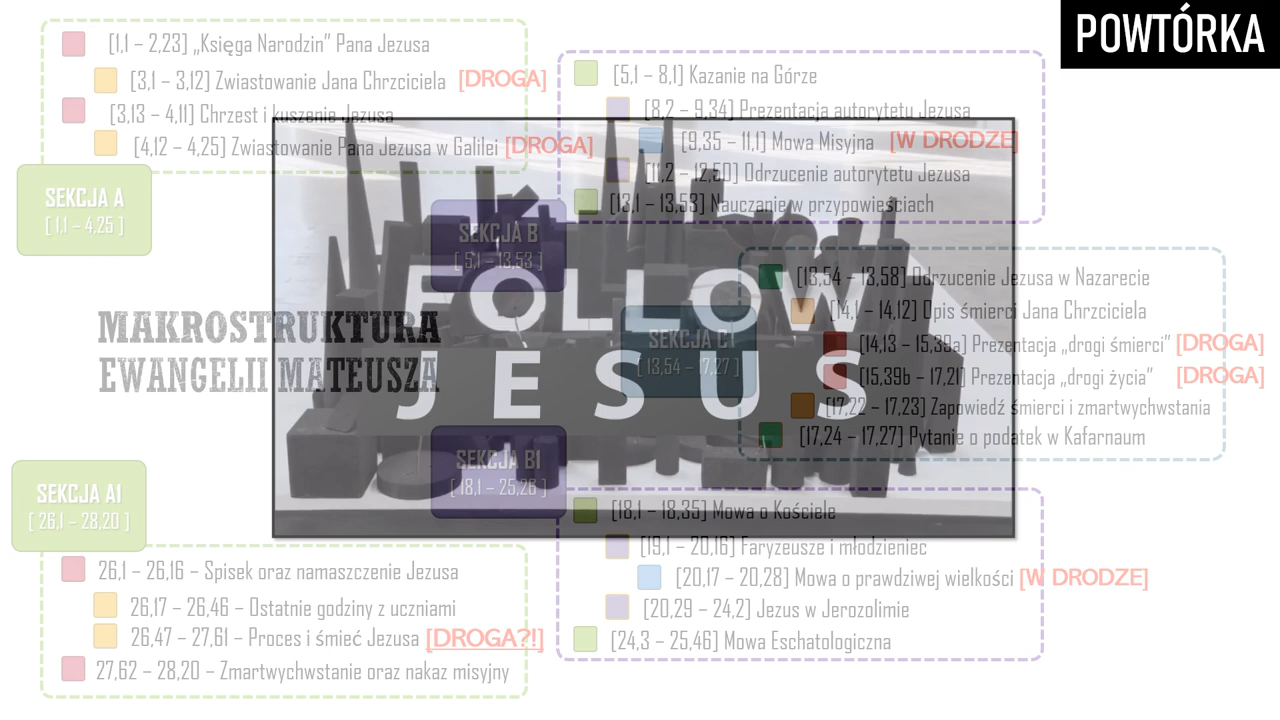 POWTÓRKA
[1,1 – 2,23] „Księga Narodzin” Pana Jezusa
[3,1 – 3,12] Zwiastowanie Jana Chrzciciela [DROGA]
[3,13 – 4,11] Chrzest i kuszenie Jezusa
[4,12 – 4,25] Zwiastowanie Pana Jezusa w Galilei [DROGA]
SEKCJA A
[ 1,1 – 4,25 ]
[5,1 – 8,1] Kazanie na Górze
[8,2 – 9,34] Prezentacja autorytetu Jezusa
[9,35 – 11,1] Mowa Misyjna [W DRODZE]
[11,2 – 12,50] Odrzucenie autorytetu Jezusa
[13,1 – 13,53] Nauczanie w przypowieściach
SEKCJA B
[ 5,1 – 13,53 ]
[13,54 – 13,58] Odrzucenie Jezusa w Nazarecie
[14,1 – 14,12] Opis śmierci Jana Chrzciciela
[14,13 – 15,39a] Prezentacja „drogi śmierci” [DROGA]
[15,39b – 17,21] Prezentacja „drogi życia” [DROGA]
[17,22 – 17,23] Zapowiedź śmierci i zmartwychwstania
[17,24 – 17,27] Pytanie o podatek w Kafarnaum
SEKCJA C1
[ 13,54 – 17,27 ]
FOLLOW
JESUS
MAKROSTRUKTURA
EWANGELII MATEUSZA
SEKCJA B1
[ 18,1 – 25,26 ]
[18,1 – 18,35] Mowa o Kościele
[19,1 – 20,16] Faryzeusze i młodzieniec
[20,17 – 20,28] Mowa o prawdziwej wielkości [W DRODZE]
[20,29 – 24,2] Jezus w Jerozolimie
[24,3 – 25,46] Mowa Eschatologiczna
SEKCJA A1
[ 26,1 – 28,20 ]
26,1 – 26,16 – Spisek oraz namaszczenie Jezusa
26,17 – 26,46 – Ostatnie godziny z uczniami
26,47 – 27,61 – Proces i śmieć Jezusa [DROGA?!]
27,62 – 28,20 – Zmartwychwstanie oraz nakaz misyjny